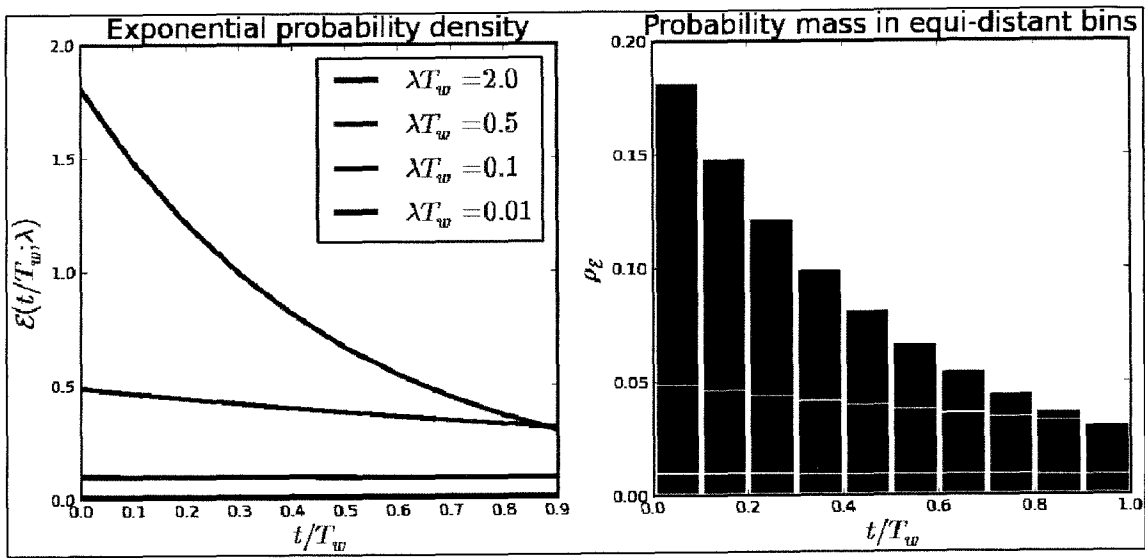 Exponential probability density
2.0
1.5
1.0
0.5
0.0
ℰ(t/T_w;λ)
λT_w=2.0
λT_w=0.5
λT_w=0.1
λT_w=0.01
0.0 0.1 0.2 0.3 0.4 0.5 0.6 0.7 0.8 0.9
t/T_w
Probability mass in equi-distant bins
0.20
0.15
0.10
0.05
0.00
ρ_ℰ
0.0 0.2 0.4 0.6 0.8 1.0
t/T_w